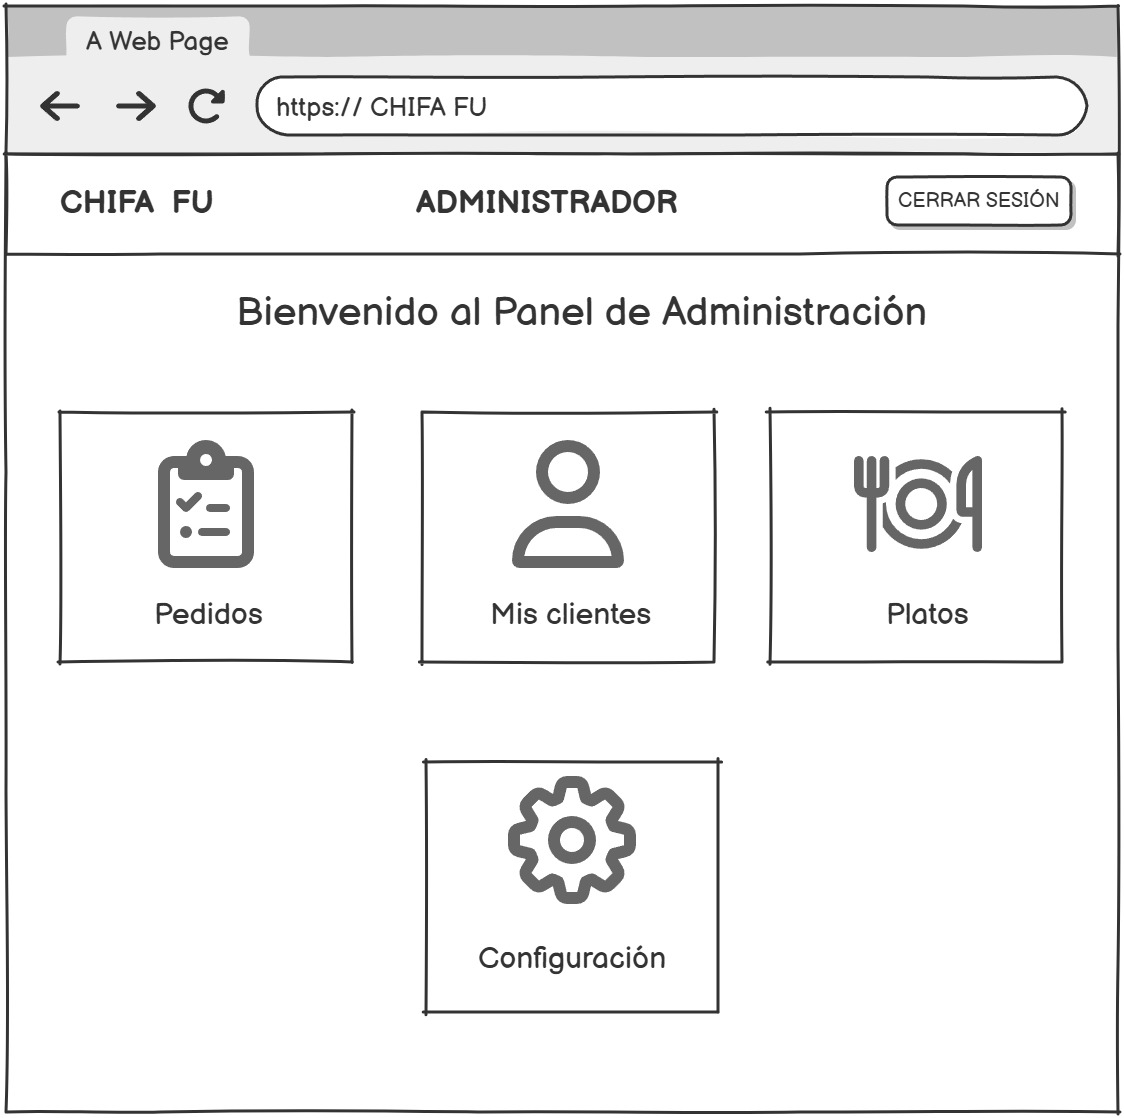 A Web Page
https:// CHIFA FU
CHIFA FU
ADMINISTRADOR
CERRAR SESIÓN
Bienvenido al Panel de Administración
Pedidos
Mis clientes
Platos
Configuración